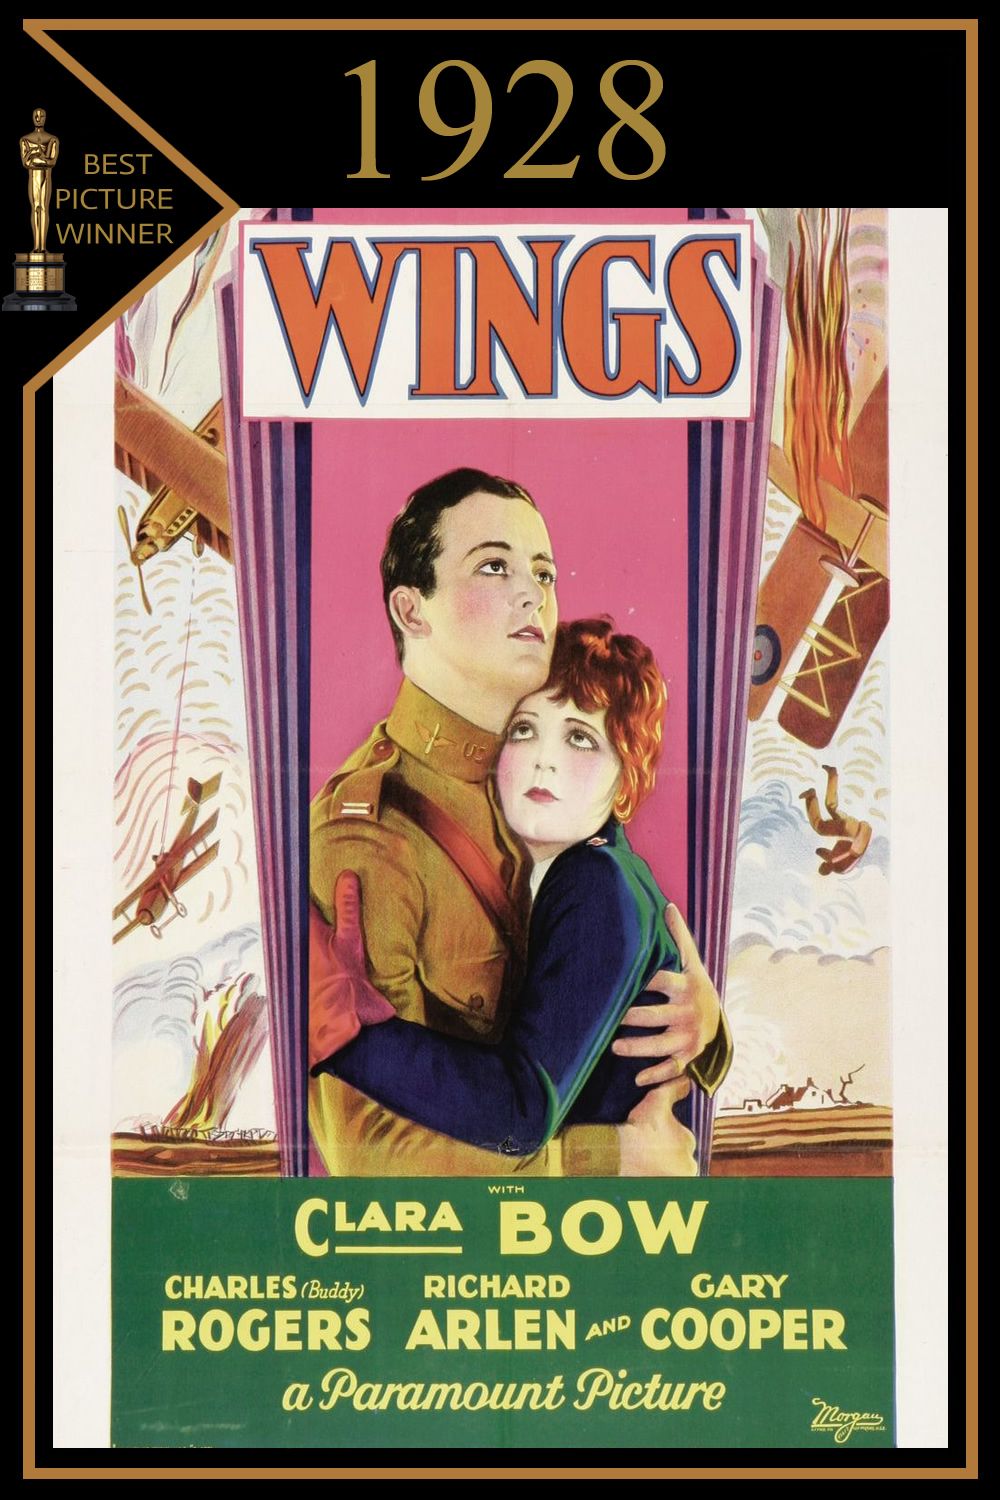 1928
BEST
PICTURE
WINNER
WINGS
US
WITH
CLARA BOW
CHARLES (Buddy) RICHARD GARY
ROGERS ARLEN AND COOPER
a Paramount Picture
Morgan